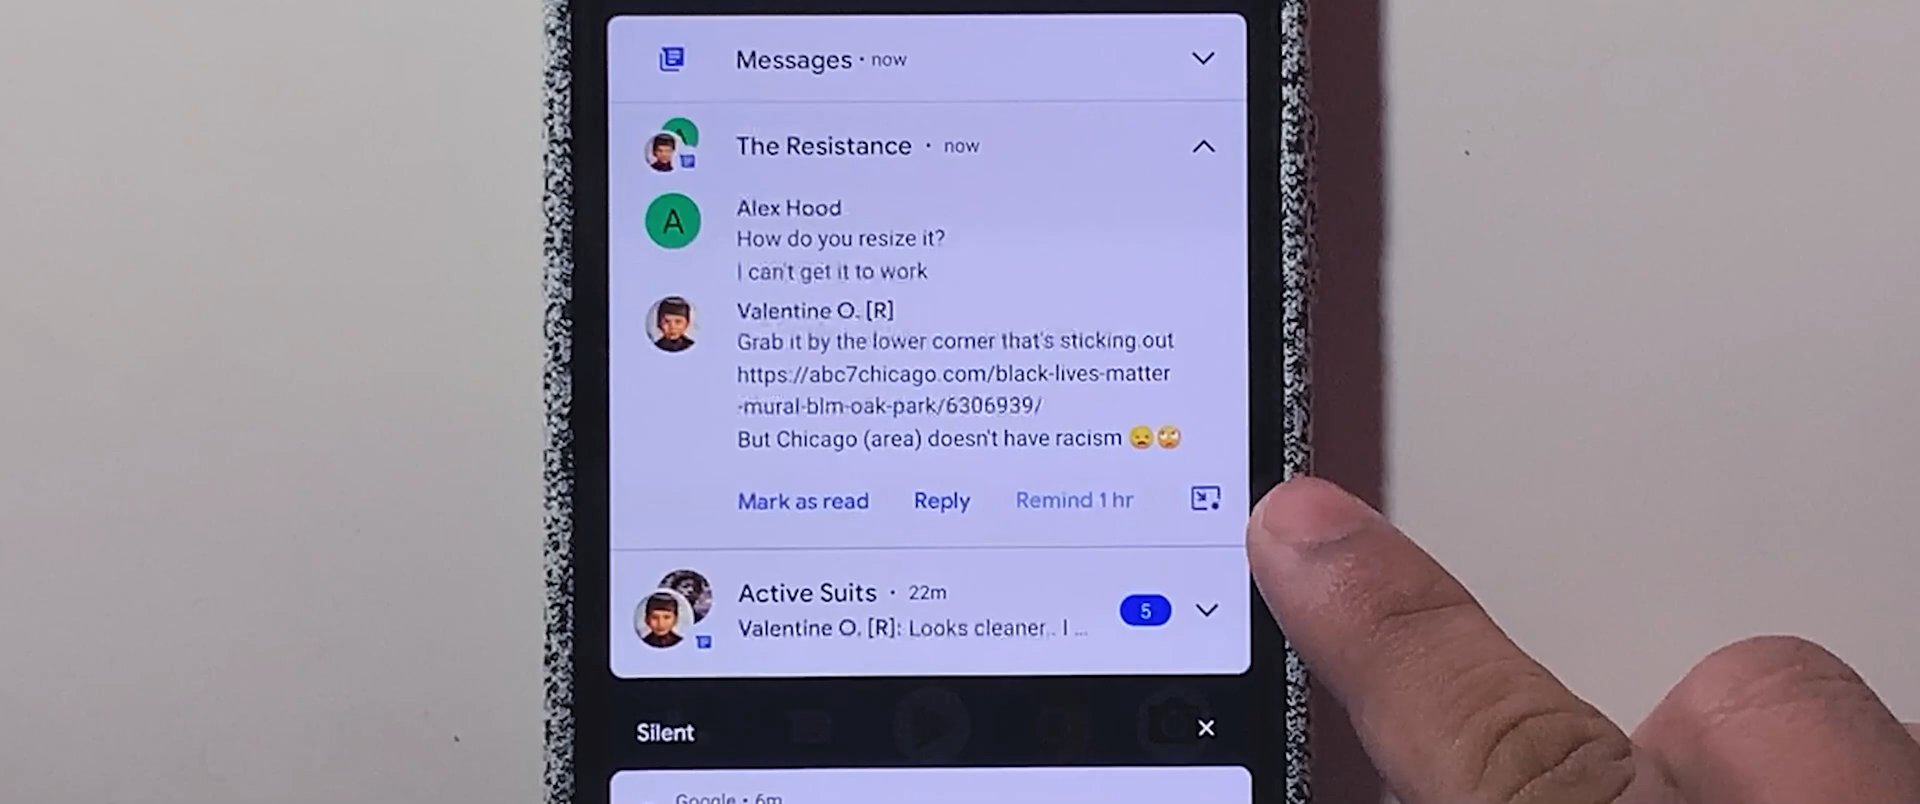 Messages · now
The Resistance · now
A
Alex Hood
How do you resize it?
I can't get it to work
Valentine O. [R]
Grab it by the lower corner that's sticking out
https://abc7chicago.com/black-lives-matter
-mural-blm-oak-park/6306939/
But Chicago (area) doesn't have racism 😞🙄
Mark as read Reply Remind 1 hr
Active Suits · 22m
5
Valentine O. [R]: Looks cleaner.. I ...
Silent
Google · 6m